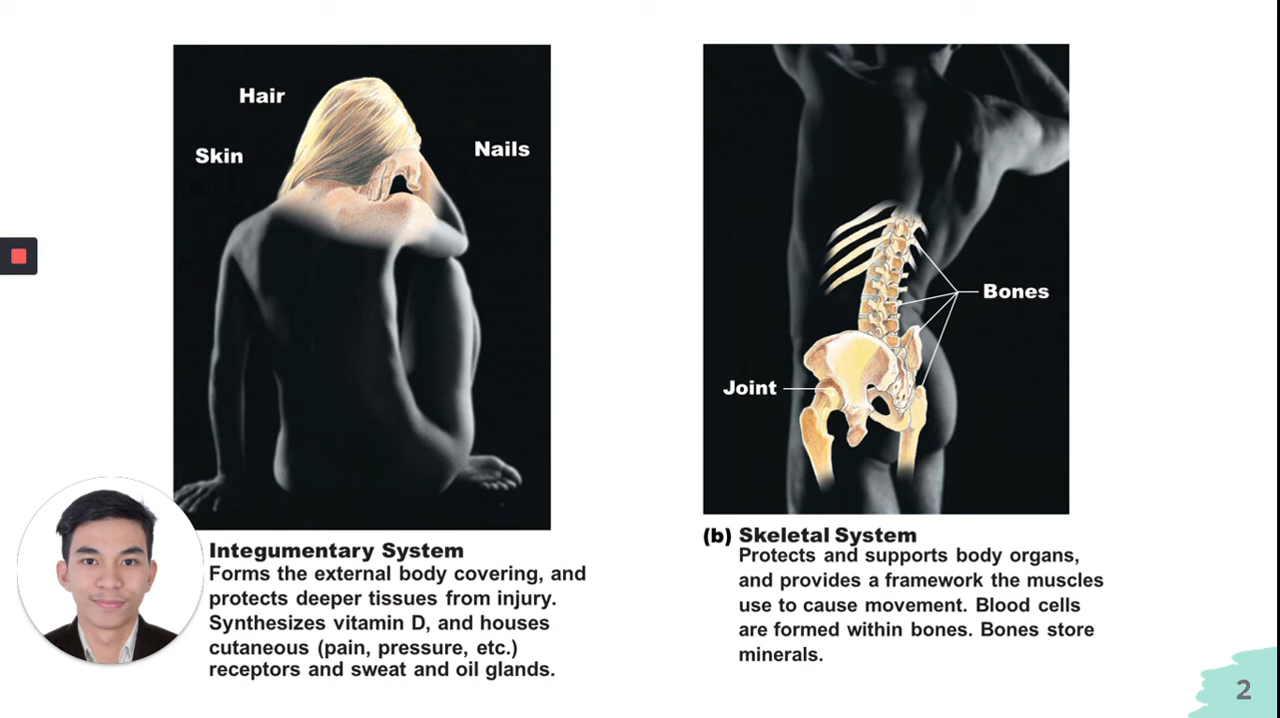 Hair
Skin
Nails
Integumentary System
Forms the external body covering, and
protects deeper tissues from injury.
Synthesizes vitamin D, and houses
cutaneous (pain, pressure, etc.)
receptors and sweat and oil glands.
Bones
Joint
(b) Skeletal System
Protects and supports body organs,
and provides a framework the muscles
use to cause movement. Blood cells
are formed within bones. Bones store
minerals.
2